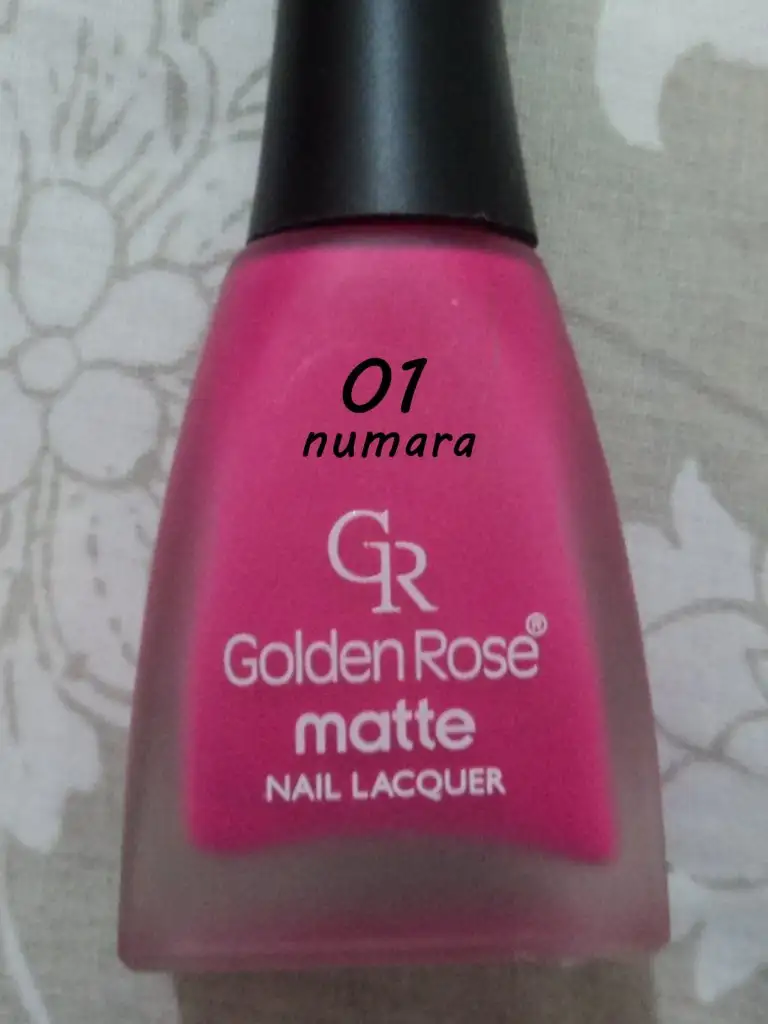 01
numara
GR
Golden Rose®
matte
NAIL LACQUER